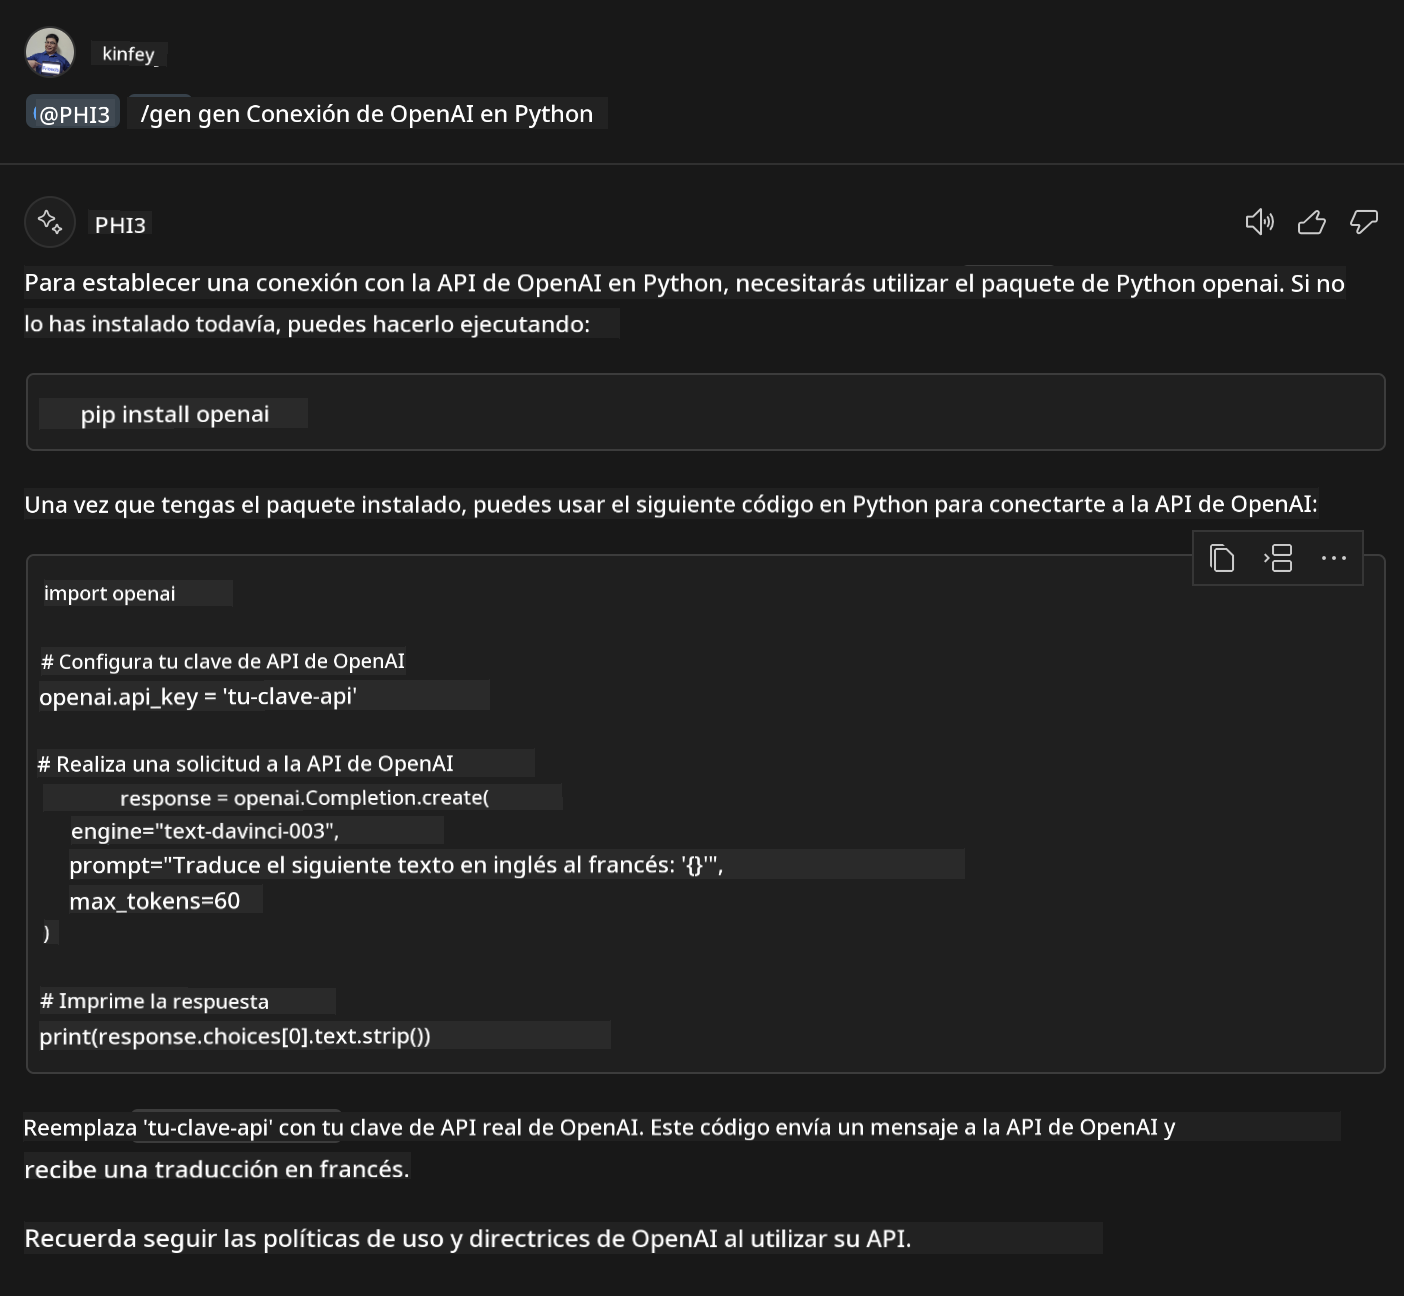 kinfey
@PHI3 /gen gen Conexión de OpenAI en Python
PHI3
Para establecer una conexión con la API de OpenAI en Python, necesitarás utilizar el paquete de Python openai. Si no
lo has instalado todavía, puedes hacerlo ejecutando:
pip install openai
Una vez que tengas el paquete instalado, puedes usar el siguiente código en Python para conectarte a la API de OpenAI:
import openai
# Configura tu clave de API de OpenAI
openai.api_key = 'tu-clave-api'
# Realiza una solicitud a la API de OpenAI
response = openai.Completion.create(
engine="text-davinci-003",
prompt="Traduce el siguiente texto en inglés al francés: '{}'",
max_tokens=60
)
# Imprime la respuesta
print(response.choices[0].text.strip())
Reemplaza 'tu-clave-api' con tu clave de API real de OpenAI. Este código envía un mensaje a la API de OpenAI y
recibe una traducción en francés.
Recuerda seguir las políticas de uso y directrices de OpenAI al utilizar su API.